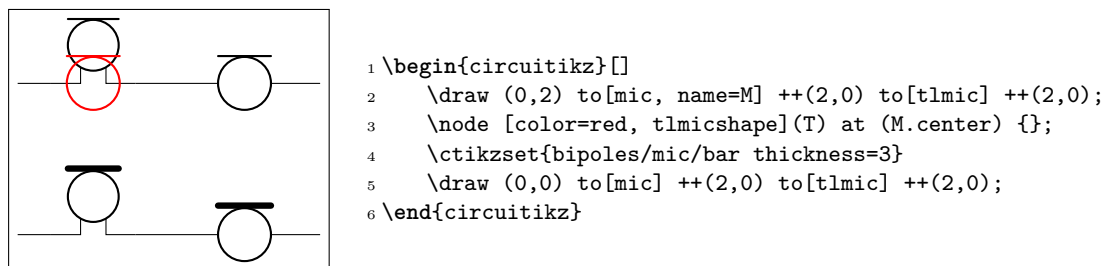 1 \begin{circuitikz}[]
2 \draw (0,2) to[mic, name=M] ++(2,0) to[tlmic] ++(2,0);
3 \node [color=red, tlmicshape](T) at (M.center) {};
4 \ctikzset{bipoles/mic/bar thickness=3}
5 \draw (0,0) to[mic] ++(2,0) to[tlmic] ++(2,0);
6 \end{circuitikz}